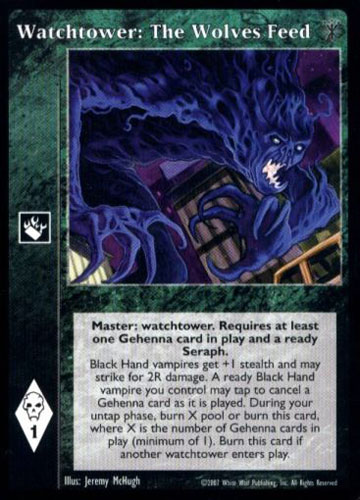 Watchtower: The Wolves Feed
Master: watchtower. Requires at least
one Gehenna card in play and a ready
Seraph.
Black Hand vampires get +1 stealth and may
strike for 2R damage. A ready Black Hand
vampire you control may tap to cancel a
Gehenna card as it is played. During your
untap phase, burn X pool or burn this card,
where X is the number of Gehenna cards in
play (minimum of 1). Burn this card if
another watchtower enters play.
1
Illus: Jeremy McHugh ©2007 White Wolf Publishing, Inc. All Rights Reserved.